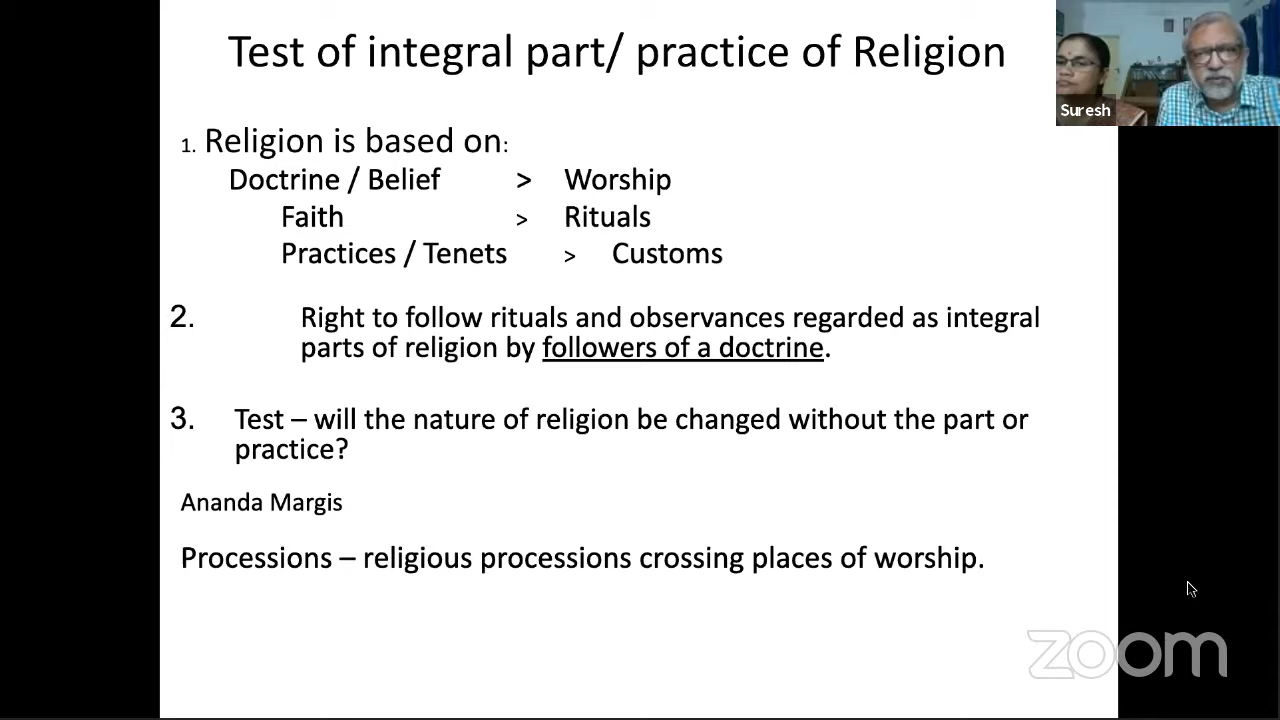 Test of integral part/ practice of Religion
Suresh
1. Religion is based on:
Doctrine / Belief > Worship
Faith > Rituals
Practices / Tenets > Customs
2. Right to follow rituals and observances regarded as integral
parts of religion by followers of a doctrine.
3. Test – will the nature of religion be changed without the part or
practice?
Ananda Margis
Processions – religious processions crossing places of worship.
zoom